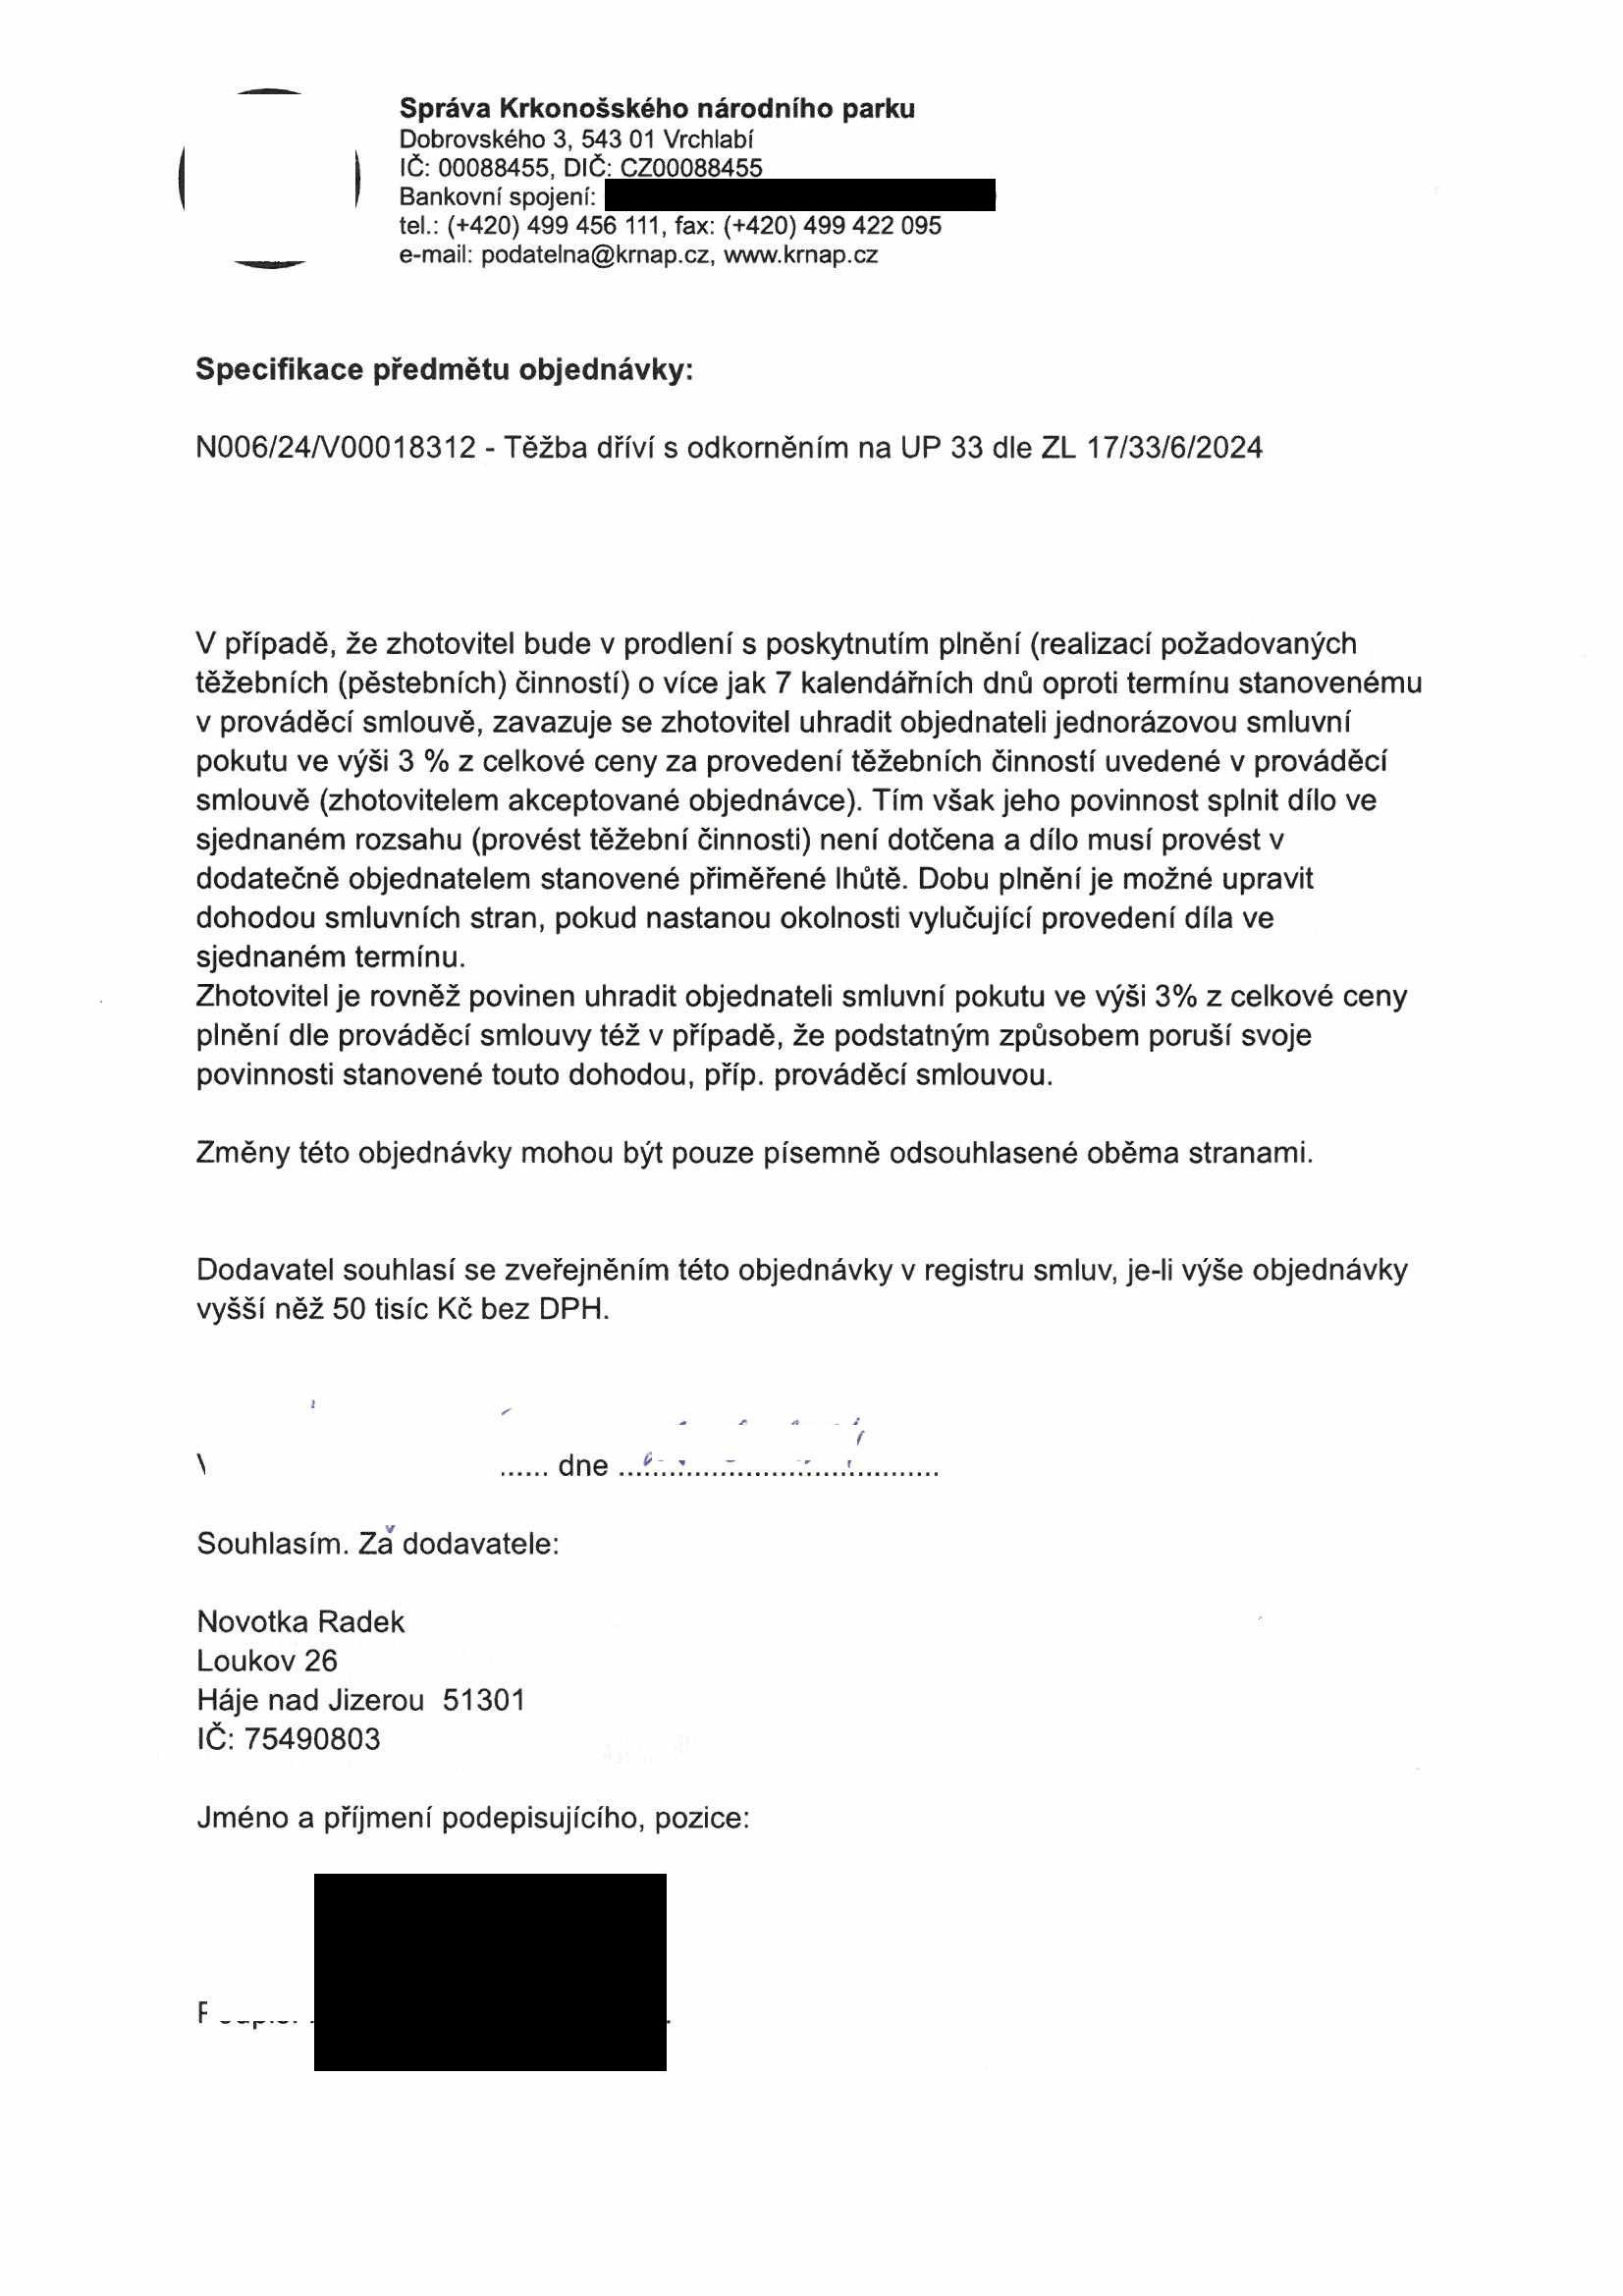 Správa Krkonošského národního parku
Dobrovského 3, 543 01 Vrchlabí
IČ: 00088455, DIČ: CZ00088455
Bankovní spojení:
tel.: (+420) 499 456 111, fax: (+420) 499 422 095
e-mail: podatelna@krnap.cz, www.krnap.cz
Specifikace předmětu objednávky:
N006/24/V00018312 - Těžba dříví s odkorněním na UP 33 dle ZL 17/33/6/2024
V případě, že zhotovitel bude v prodlení s poskytnutím plnění (realizací požadovaných
těžebních (pěstebních) činností) o více jak 7 kalendářních dnů oproti termínu stanovenému
v prováděcí smlouvě, zavazuje se zhotovitel uhradit objednateli jednorázovou smluvní
pokutu ve výši 3 % z celkové ceny za provedení těžebních činností uvedené v prováděcí
smlouvě (zhotovitelem akceptované objednávce). Tím však jeho povinnost splnit dílo ve
sjednaném rozsahu (provést těžební činnosti) není dotčena a dílo musí provést v
dodatečně objednatelem stanovené přiměřené lhůtě. Dobu plnění je možné upravit
dohodou smluvních stran, pokud nastanou okolnosti vylučující provedení díla ve
sjednaném termínu.
Zhotovitel je rovněž povinen uhradit objednateli smluvní pokutu ve výši 3% z celkové ceny
plnění dle prováděcí smlouvy též v případě, že podstatným způsobem poruší svoje
povinnosti stanovené touto dohodou, příp. prováděcí smlouvou.
Změny této objednávky mohou být pouze písemně odsouhlasené oběma stranami.
Dodavatel souhlasí se zveřejněním této objednávky v registru smluv, je-li výše objednávky
vyšší něž 50 tisíc Kč bez DPH.
...... dne ........................................
Souhlasím. Za dodavatele:
Novotka Radek
Loukov 26
Háje nad Jizerou 51301
IČ: 75490803
Jméno a příjmení podepisujícího, pozice: